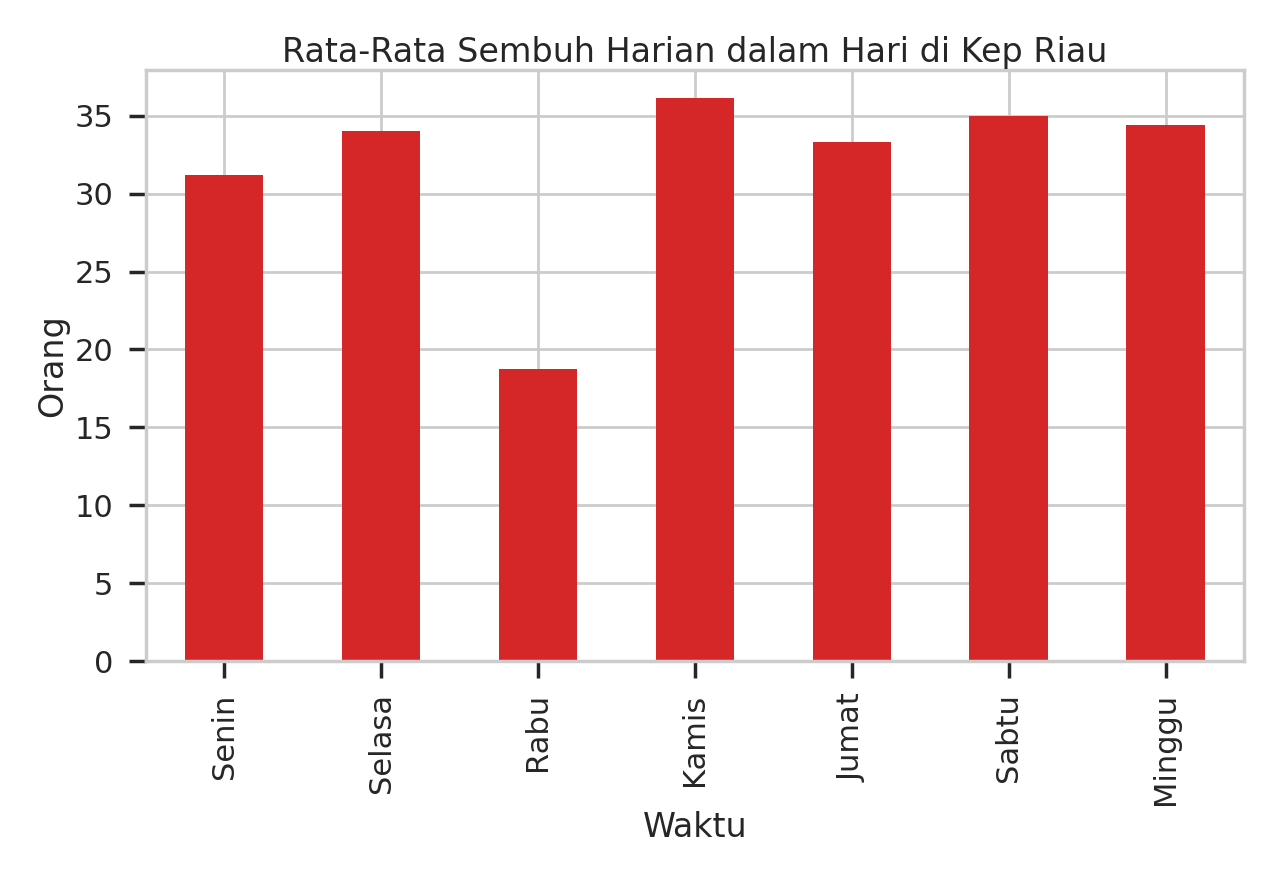 Rata-Rata Sembuh Harian dalam Hari di Kep Riau
35
30
25
20
15
10
5
0
Orang
Senin
Selasa
Rabu
Kamis
Jumat
Sabtu
Minggu
Waktu